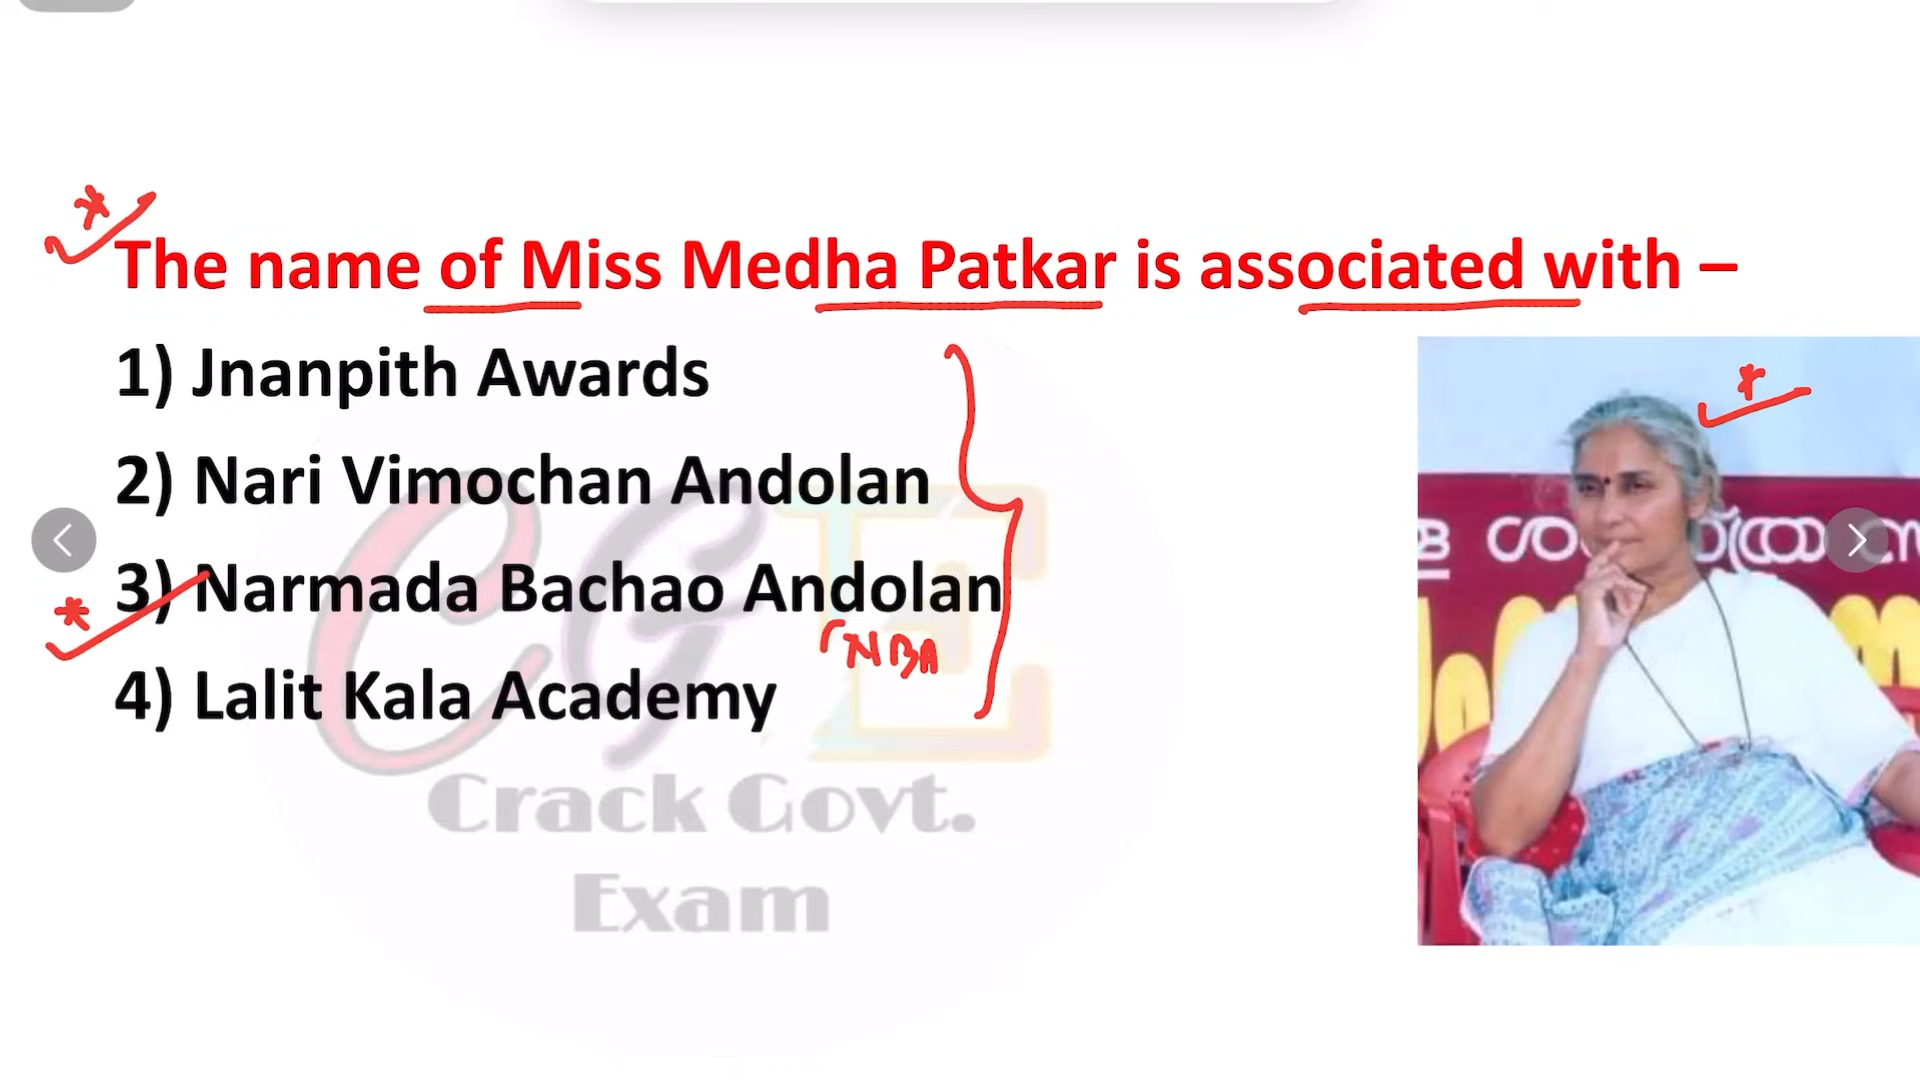 The name of Miss Medha Patkar is associated with –
1) Jnanpith Awards
2) Nari Vimochan Andolan
3) Narmada Bachao Andolan
NBA
4) Lalit Kala Academy
CGE
Crack Govt.
Exam